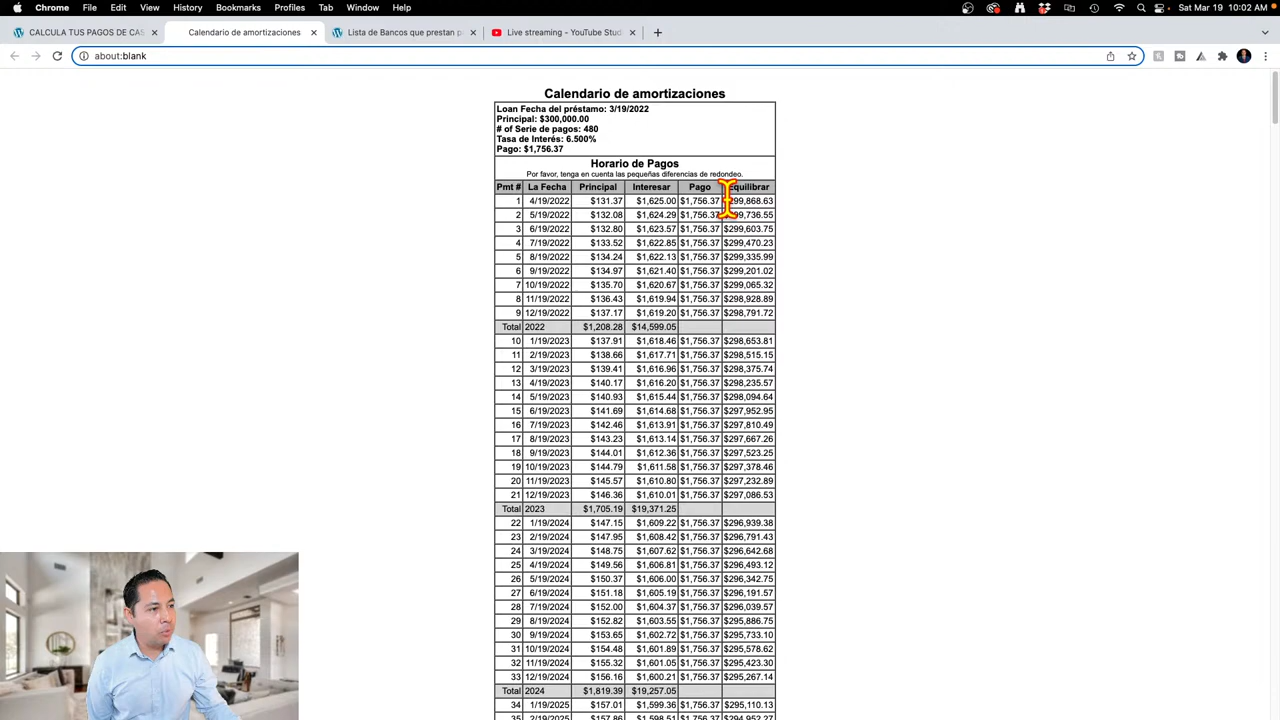 Chrome File Edit View History Bookmarks Profiles Tab Window Help Sat Mar 19 10:02 AM
CALCULA TUS PAGOS DE CAS Calendario de amortizaciones Lista de Bancos que prestan p Live streaming - YouTube Stud
about:blank
Calendario de amortizaciones
Loan Fecha del préstamo: 3/19/2022
Principal: $300,000.00
# of Serie de pagos: 480
Tasa de Interés: 6.500%
Pago: $1,756.37
Horario de Pagos
Por favor, tenga en cuenta las pequeñas diferencias de redondeo.
Pmt # La Fecha Principal Interesar Pago Equilibrar
1 4/19/2022 $131.37 $1,625.00 $1,756.37 $299,868.63
2 5/19/2022 $132.08 $1,624.29 $1,756.37 $299,736.55
3 6/19/2022 $132.80 $1,623.57 $1,756.37 $299,603.75
4 7/19/2022 $133.52 $1,622.85 $1,756.37 $299,470.23
5 8/19/2022 $134.24 $1,622.13 $1,756.37 $299,335.99
6 9/19/2022 $134.97 $1,621.40 $1,756.37 $299,201.02
7 10/19/2022 $135.70 $1,620.67 $1,756.37 $299,065.32
8 11/19/2022 $136.43 $1,619.94 $1,756.37 $298,928.89
9 12/19/2022 $137.17 $1,619.20 $1,756.37 $298,791.72
Total 2022 $1,208.28 $14,599.05
10 1/19/2023 $137.91 $1,618.46 $1,756.37 $298,653.81
11 2/19/2023 $138.66 $1,617.71 $1,756.37 $298,515.15
12 3/19/2023 $139.41 $1,616.96 $1,756.37 $298,375.74
13 4/19/2023 $140.17 $1,616.20 $1,756.37 $298,235.57
14 5/19/2023 $140.93 $1,615.44 $1,756.37 $298,094.64
15 6/19/2023 $141.69 $1,614.68 $1,756.37 $297,952.95
16 7/19/2023 $142.46 $1,613.91 $1,756.37 $297,810.49
17 8/19/2023 $143.23 $1,613.14 $1,756.37 $297,667.26
18 9/19/2023 $144.01 $1,612.36 $1,756.37 $297,523.25
19 10/19/2023 $144.79 $1,611.58 $1,756.37 $297,378.46
20 11/19/2023 $145.57 $1,610.80 $1,756.37 $297,232.89
21 12/19/2023 $146.36 $1,610.01 $1,756.37 $297,086.53
Total 2023 $1,705.19 $19,371.25
22 1/19/2024 $147.15 $1,609.22 $1,756.37 $296,939.38
23 2/19/2024 $147.95 $1,608.42 $1,756.37 $296,791.43
24 3/19/2024 $148.75 $1,607.62 $1,756.37 $296,642.68
25 4/19/2024 $149.56 $1,606.81 $1,756.37 $296,493.12
26 5/19/2024 $150.37 $1,606.00 $1,756.37 $296,342.75
27 6/19/2024 $151.18 $1,605.19 $1,756.37 $296,191.57
28 7/19/2024 $152.00 $1,604.37 $1,756.37 $296,039.57
29 8/19/2024 $152.82 $1,603.55 $1,756.37 $295,886.75
30 9/19/2024 $153.65 $1,602.72 $1,756.37 $295,733.10
31 10/19/2024 $154.48 $1,601.89 $1,756.37 $295,578.62
32 11/19/2024 $155.32 $1,601.05 $1,756.37 $295,423.30
33 12/19/2024 $156.16 $1,600.21 $1,756.37 $295,267.14
Total 2024 $1,819.39 $19,257.05
34 1/19/2025 $157.01 $1,599.36 $1,756.37 $295,110.13
35 2/19/2025 $157.86 $1,598.51 $1,756.37 $294,952.27